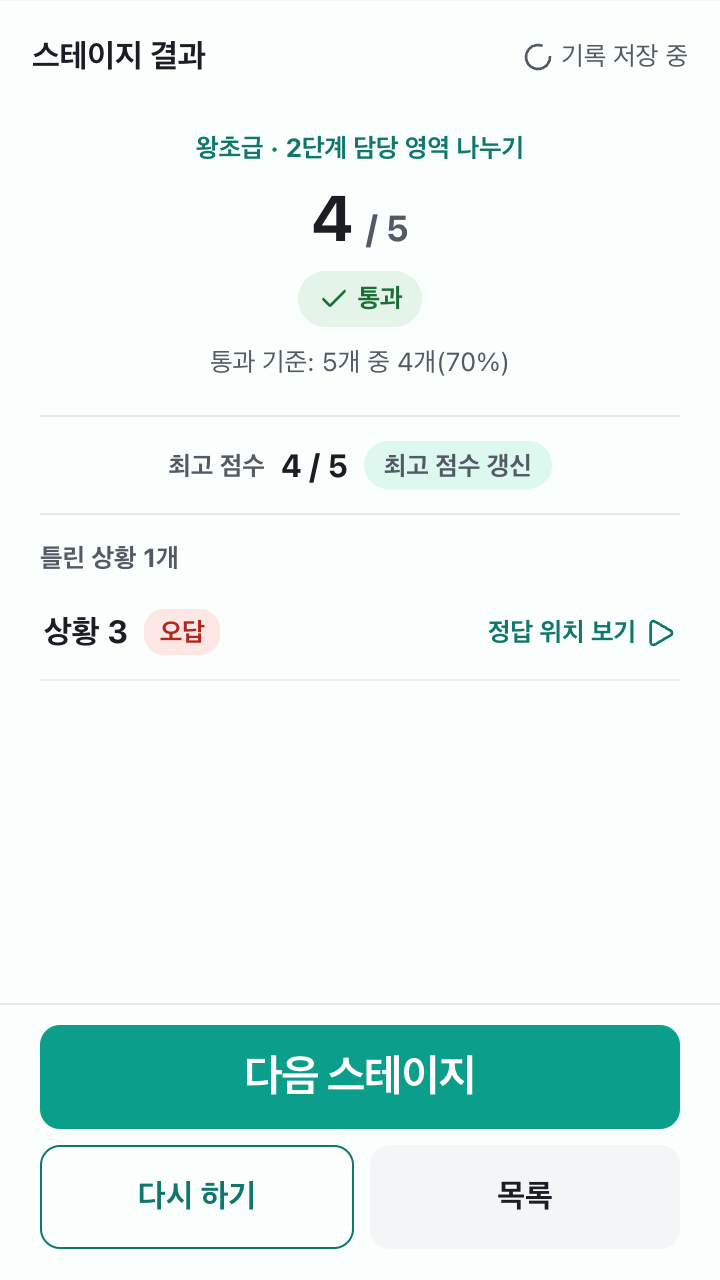 스테이지 결과
기록 저장 중
왕초급 · 2단계 담당 영역 나누기
4 / 5
통과
통과 기준: 5개 중 4개(70%)
최고 점수 4 / 5 최고 점수 갱신
틀린 상황 1개
상황 3 오답 정답 위치 보기
다음 스테이지
다시 하기
목록